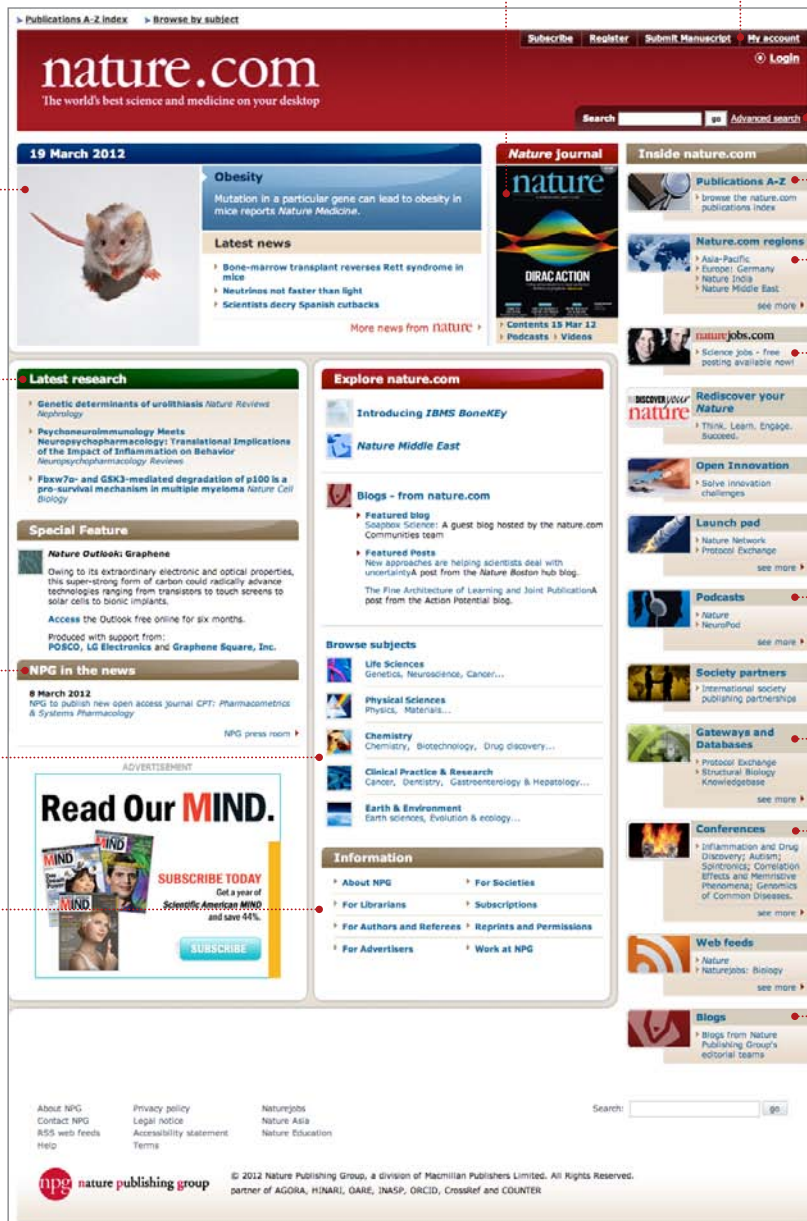 Publications A-Z index Browse by subject
Subscribe Register Submit Manuscript My account
Login
nature.com
The world's best science and medicine on your desktop
Search go Advanced search
19 March 2012
Obesity
Mutation in a particular gene can lead to obesity in
mice reports Nature Medicine.
Latest news
Bone-marrow transplant reverses Rett syndrome in
mice
Neutrinos not faster than light
Scientists decry Spanish cutbacks
More news from nature
Nature journal
nature
DIRAC ACTION
Contents 15 Mar 12
Podcasts Videos
Latest research
Genetic determinants of urolithiasis Nature Reviews
Nephrology
Psychoneuroimmunology Meets
Neuropsychopharmacology: Translational Implications
of the Impact of Inflammation on Behavior
Neuropsychopharmacology Reviews
Fbxw7α- and GSK3-mediated degradation of p100 is a
pro-survival mechanism in multiple myeloma Nature Cell
Biology
Special Feature
Nature Outlook: Graphene
Owing to its extraordinary electronic and optical properties,
this super-strong form of carbon could radically advance
technologies ranging from transistors to touch screens to
solar cells to bionic implants.
Access the Outlook free online for six months.
Produced with support from:
POSCO, LG Electronics and Graphene Square, Inc.
NPG in the news
8 March 2012
NPG to publish new open access journal CPT: Pharmacometrics
& Systems Pharmacology
NPG press room
ADVERTISEMENT
Read Our MIND.
MIND
MIND
MIND
SUBSCRIBE TODAY
Get a year of
Scientific American MIND
and save 44%.
SUBSCRIBE
Explore nature.com
Introducing IBMS BoneKEy
Nature Middle East
Blogs - from nature.com
Featured blog
Soapbox Science: A guest blog hosted by the nature.com
Communities team
Featured Posts
New approaches are helping scientists deal with
uncertaintyA post from the Nature Boston hub blog.
The Fine Architecture of Learning and Joint PublicationA
post from the Action Potential blog.
Browse subjects
Life Sciences
Genetics, Neuroscience, Cancer...
Physical Sciences
Physics, Materials...
Chemistry
Chemistry, Biotechnology, Drug discovery...
Clinical Practice & Research
Cancer, Dentistry, Gastroenterology & Hepatology...
Earth & Environment
Earth sciences, Evolution & ecology...
Information
About NPG For Societies
For Librarians Subscriptions
For Authors and Referees Reprints and Permissions
For Advertisers Work at NPG
Inside nature.com
Publications A-Z
browse the nature.com
publications index
Nature.com regions
Asia-Pacific
Europe: Germany
Nature India
Nature Middle East
see more
naturejobs.com
Science jobs - free
posting available now!
DISCOVER your
nature
Rediscover your
Nature
Think. Learn. Engage.
Succeed.
Open Innovation
Solve innovation
challenges
Launch pad
Nature Network
Protocol Exchange
see more
Podcasts
Nature
NeuroPod
see more
Society partners
International society
publishing partnerships
Gateways and
Databases
Protocol Exchange
Structural Biology
Knowledgebase
see more
Conferences
Inflammation and Drug
Discovery; Autism;
Spintronics; Correlation
Effects and Memristive
Phenomena; Genomics
of Common Diseases.
see more
Web feeds
Nature
Naturejobs: Biology
see more
Blogs
Blogs from Nature
Publishing Group's
editorial teams
About NPG Privacy policy Naturejobs
Contact NPG Legal notice Nature Asia
RSS web feeds Accessibility statement Nature Education
Help Terms
Search: go
npg nature publishing group
© 2012 Nature Publishing Group, a division of Macmillan Publishers Limited. All Rights Reserved.
partner of AGORA, HINARI, OARE, INASP, ORCID, CrossRef and COUNTER